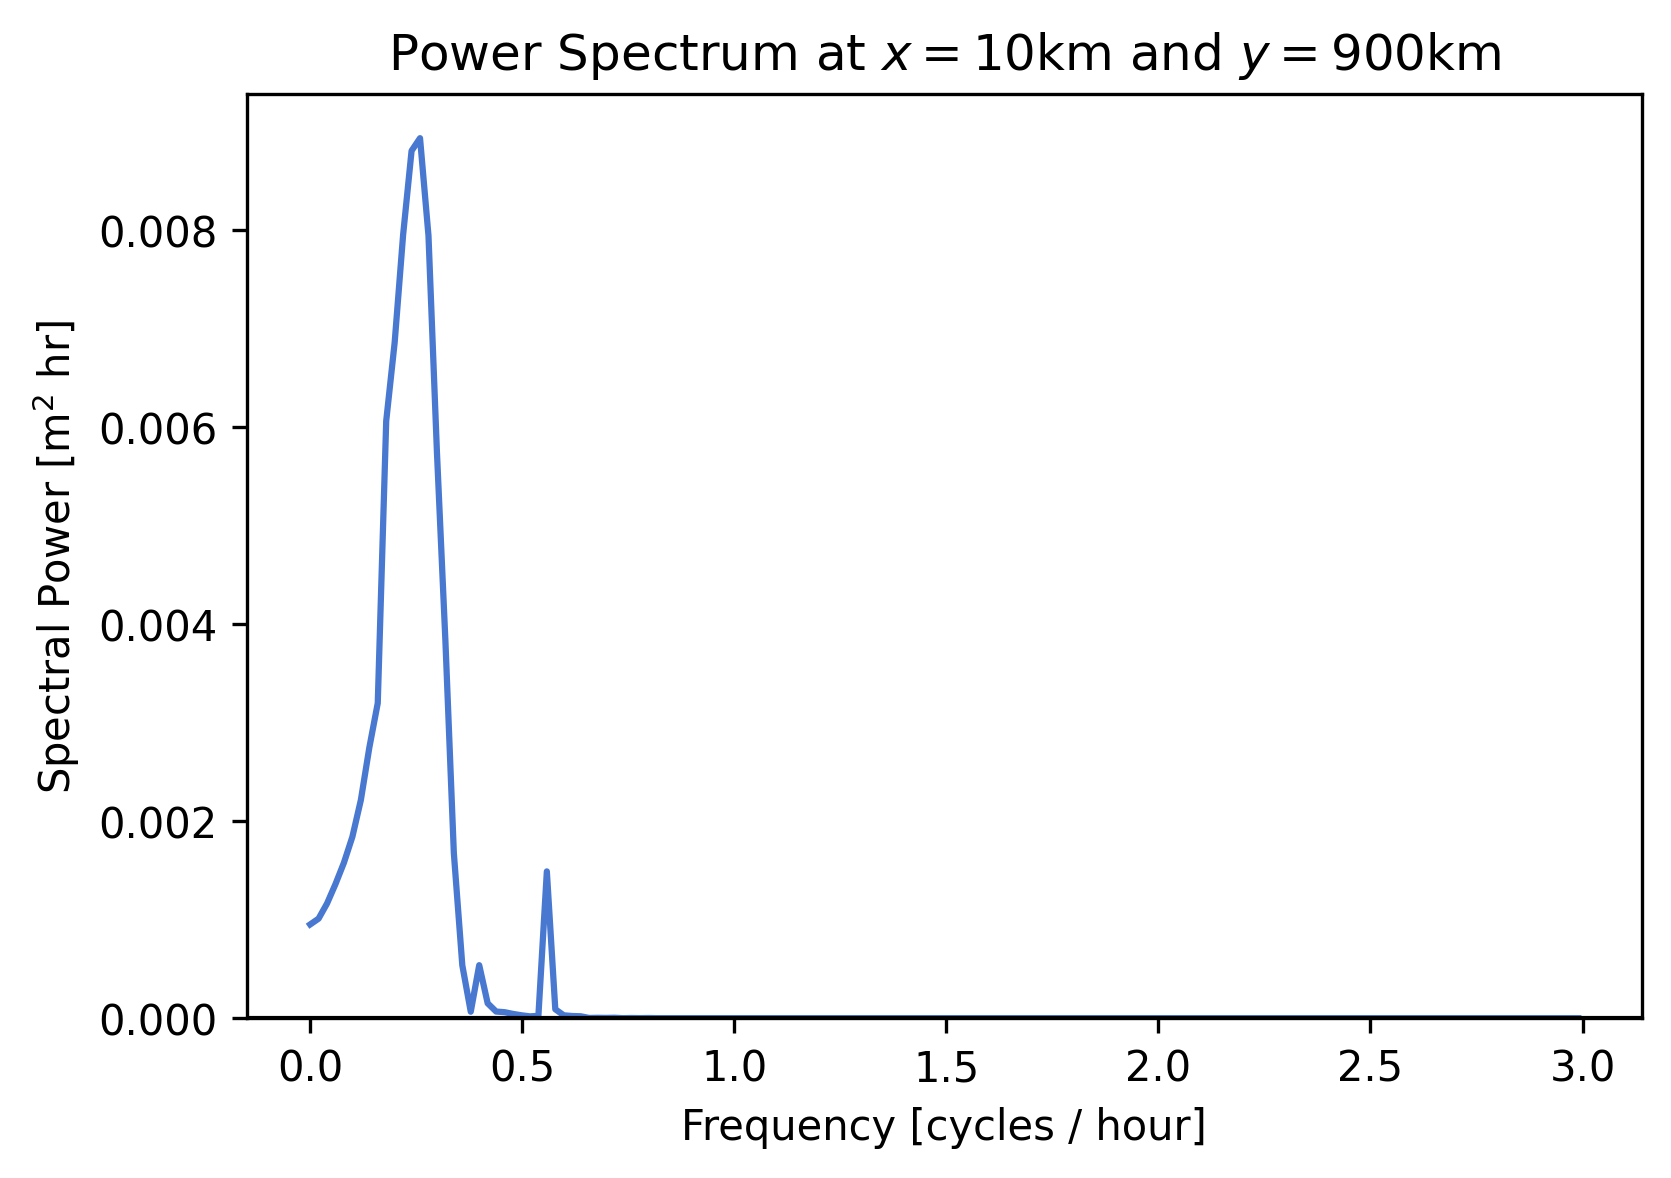 Power Spectrum at x = 10km and y = 900km
Spectral Power [m² hr]
0.008
0.006
0.004
0.002
0.000
0.0 0.5 1.0 1.5 2.0 2.5 3.0
Frequency [cycles / hour]